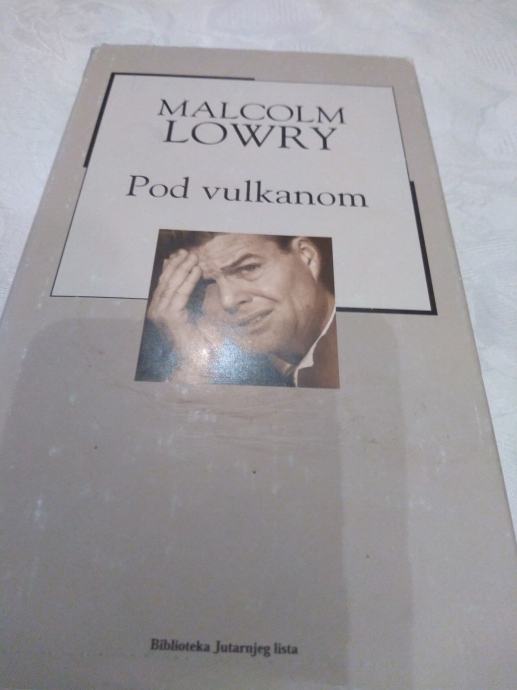 MALCOLM
LOWRY
Pod vulkanom
Biblioteka Jutarnjeg lista